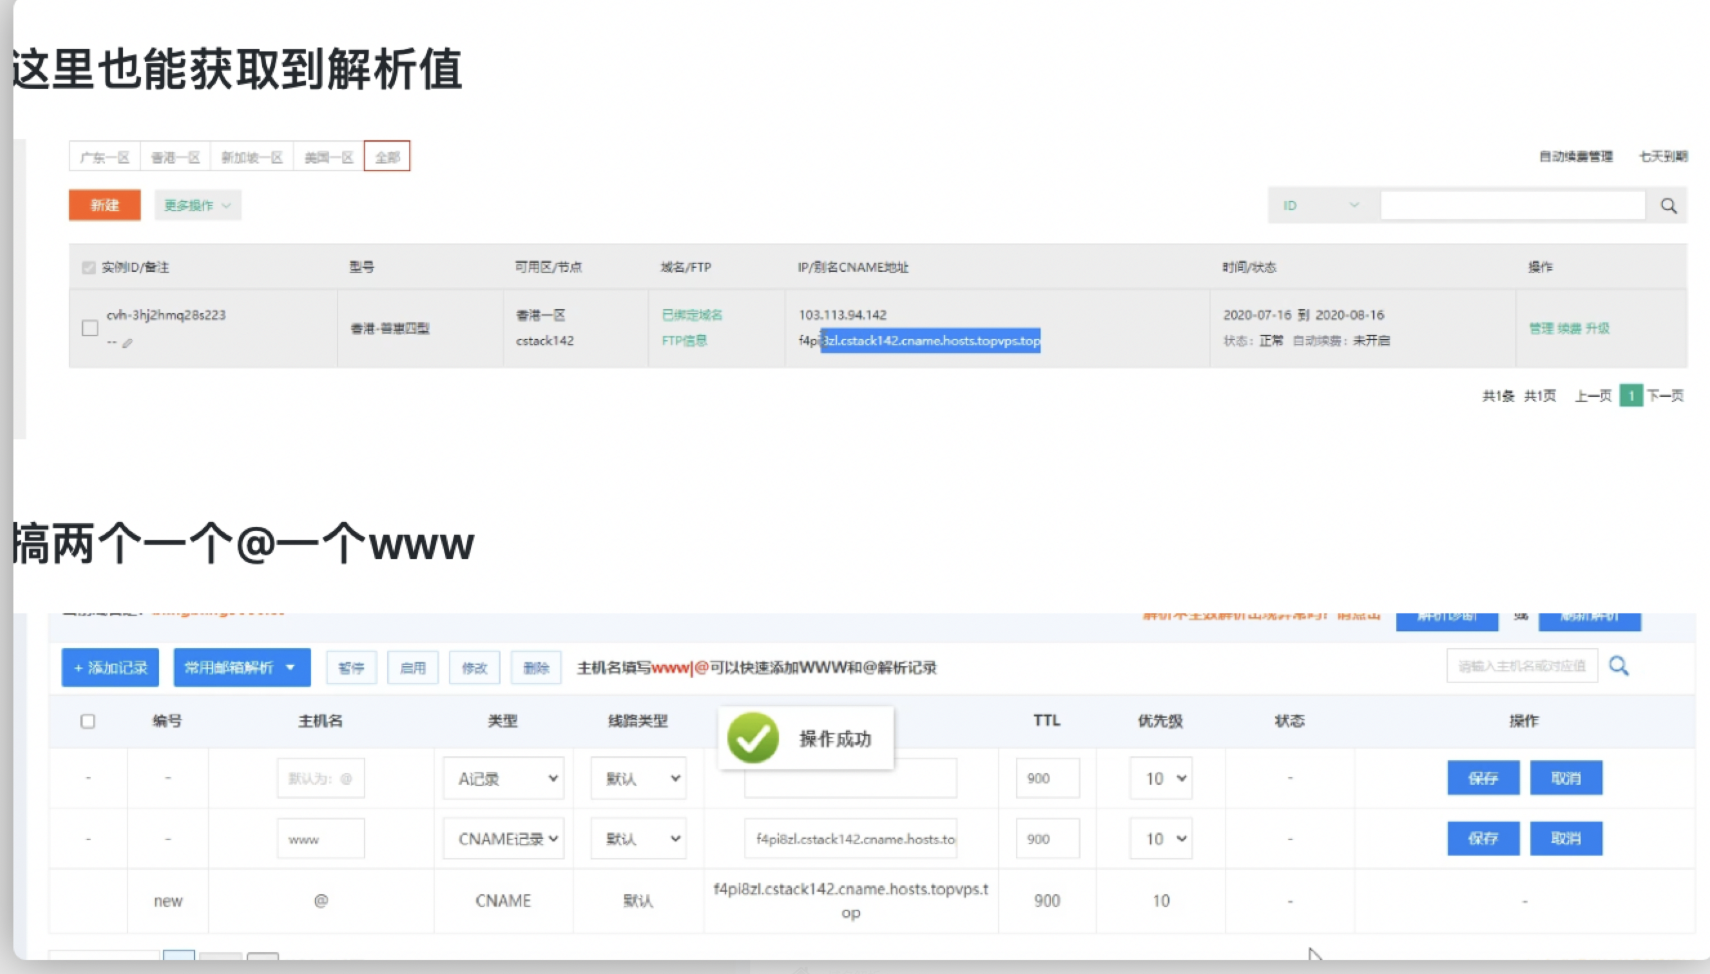 这里也能获取到解析值
广东一区 香港一区 新加坡一区 美国一区 全部
自动续费管理 七天到期
新建 更多操作
ID
实例ID/备注 型号 可用区/节点 域名/FTP IP/别名CNAME地址 时间/状态 操作
cvh-3hj2hmq28s223 香港一区 已绑定域名 103.113.94.142 2020-07-16 到 2020-08-16
香港-普惠四型 管理 续费 升级
-- cstack142 FTP信息 f4pi8zl.cstack142.cname.hosts.topvps.top 状态：正常 自动续费：未开启
共1条 共1页 上一页 1 下一页
搞两个一个@一个www
+ 添加记录 常用邮箱解析 暂停 启用 修改 删除 主机名填写www|@可以快速添加WWW和@解析记录 请输入主机名或对应值
编号 主机名 类型 线路类型 TTL 优先级 状态 操作
操作成功
- - 默认为：@ A记录 默认 900 10 - 保存 取消
- - www CNAME记录 默认 f4pi8zl.cstack142.cname.hosts.to 900 10 - 保存 取消
new @ CNAME 默认 f4pi8zl.cstack142.cname.hosts.topvps.t 900 10 - -
op